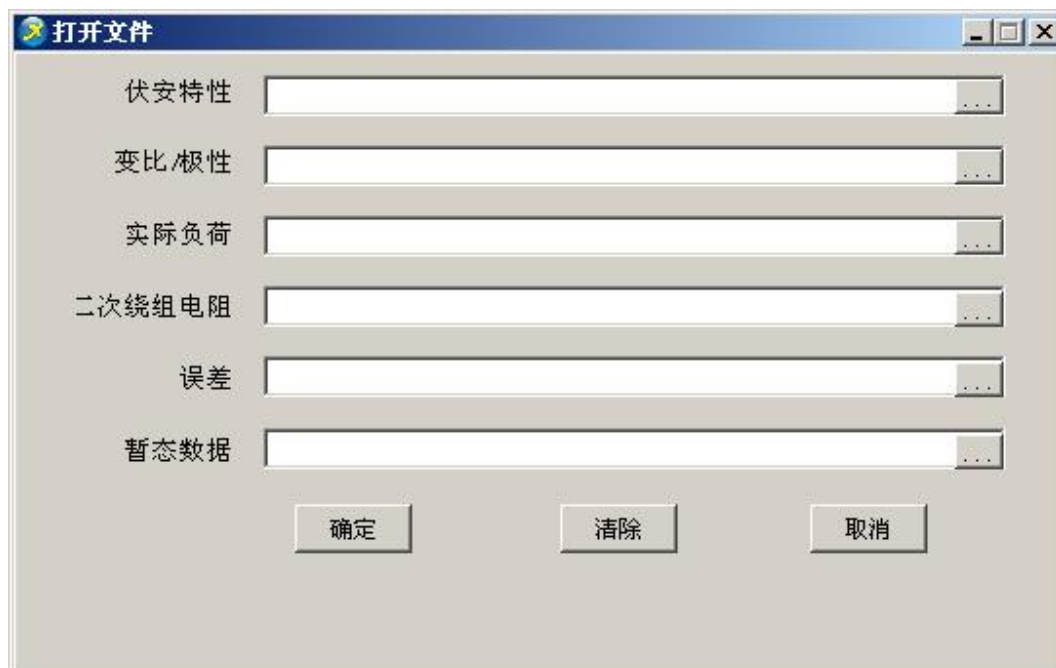 打开文件
伏安特性 ...
变比/极性 ...
实际负荷 ...
二次绕组电阻 ...
误差 ...
暂态数据 ...
确定 清除 取消